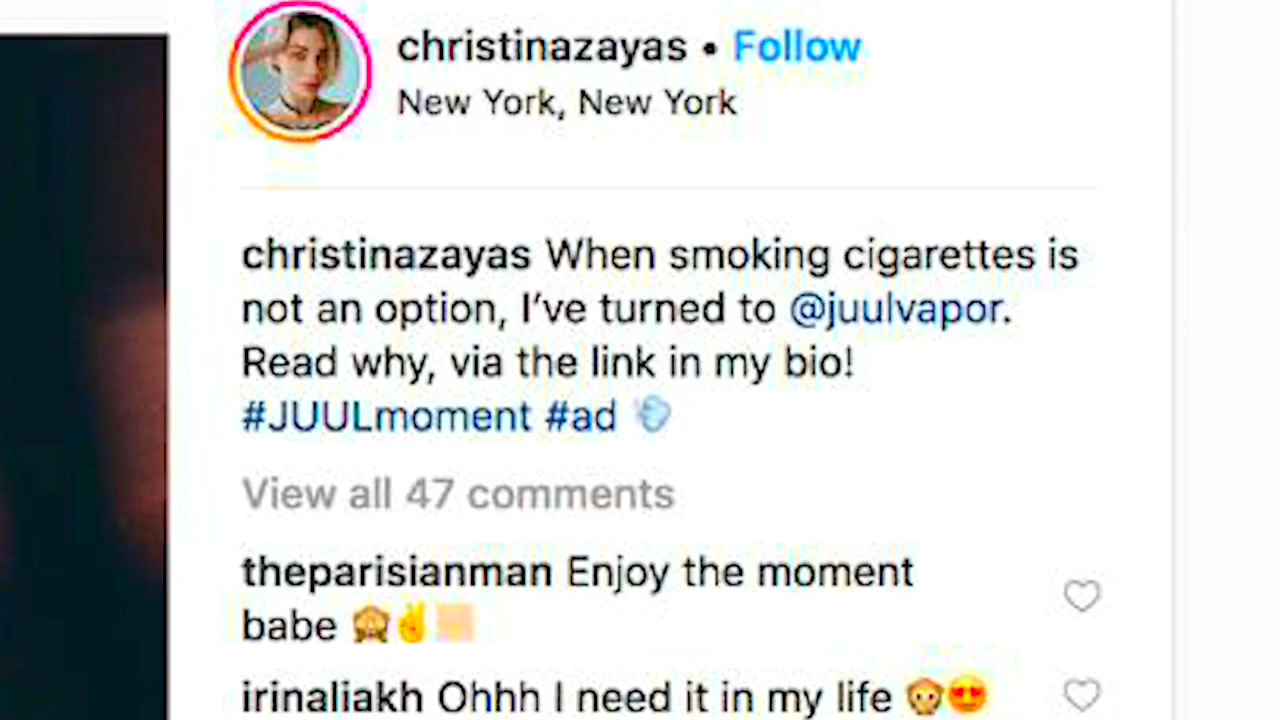 christinazayas • Follow
New York, New York
christinazayas When smoking cigarettes is
not an option, I've turned to @juulvapor.
Read why, via the link in my bio!
#JUULmoment #ad 💨
View all 47 comments
theparisianman Enjoy the moment
babe 🙈✌🏼
irinaliakh Ohhh I need it in my life 🐵😍